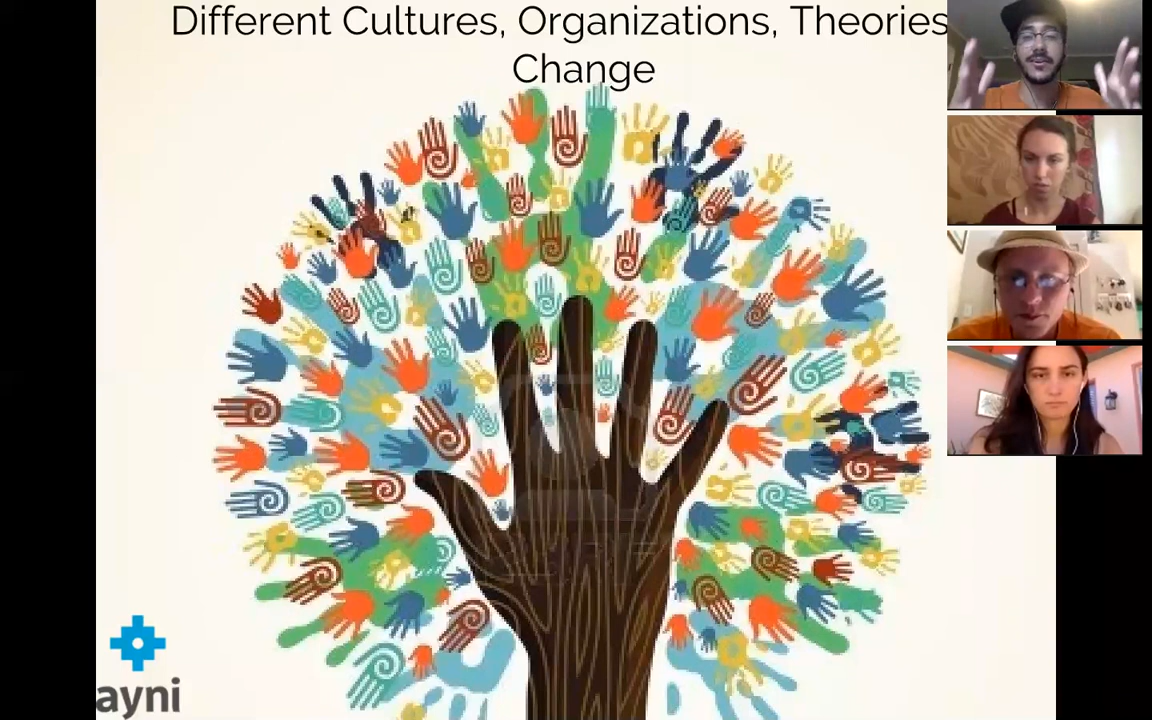 Different Cultures, Organizations, Theories
Change
ayni